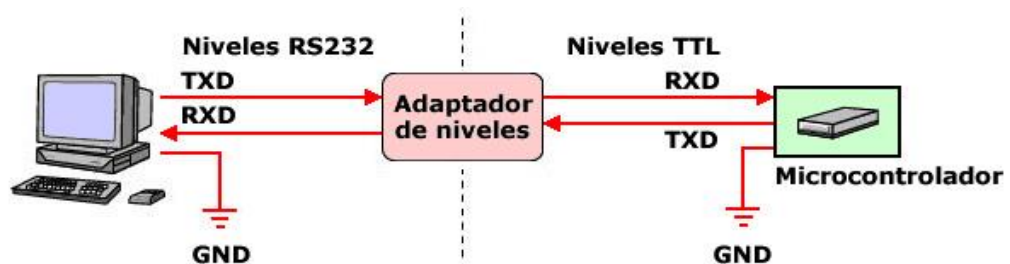 Niveles RS232
Niveles TTL
TXD
RXD
RXD
TXD
Adaptador
de niveles
Microcontrolador
GND
GND